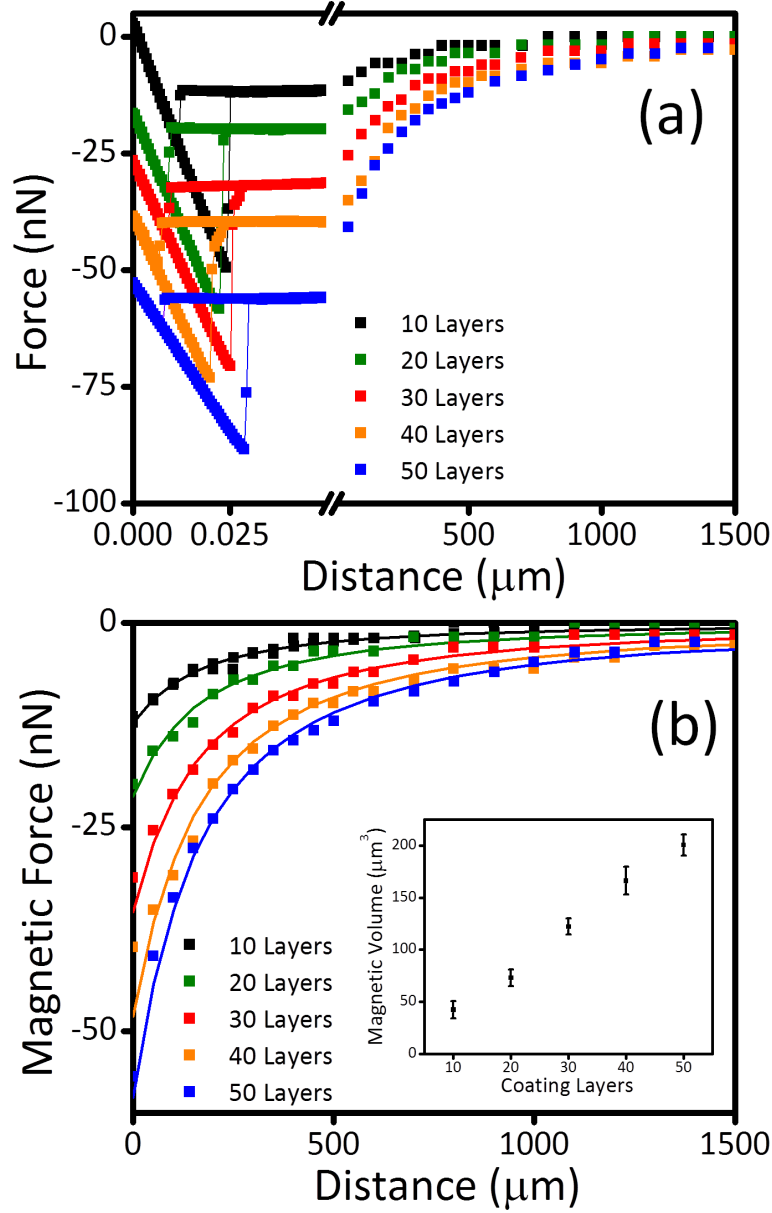 (a)
Force (nN)
0
-25
-50
-75
-100
10 Layers
20 Layers
30 Layers
40 Layers
50 Layers
0.000 0.025 500 1000 1500
Distance (μm)
(b)
Magnetic Force (nN)
0
-25
-50
10 Layers
20 Layers
30 Layers
40 Layers
50 Layers
Magnetic Volume (μm³)
200
150
100
50
0
10 20 30 40 50
Coating Layers
0 500 1000 1500
Distance (μm)